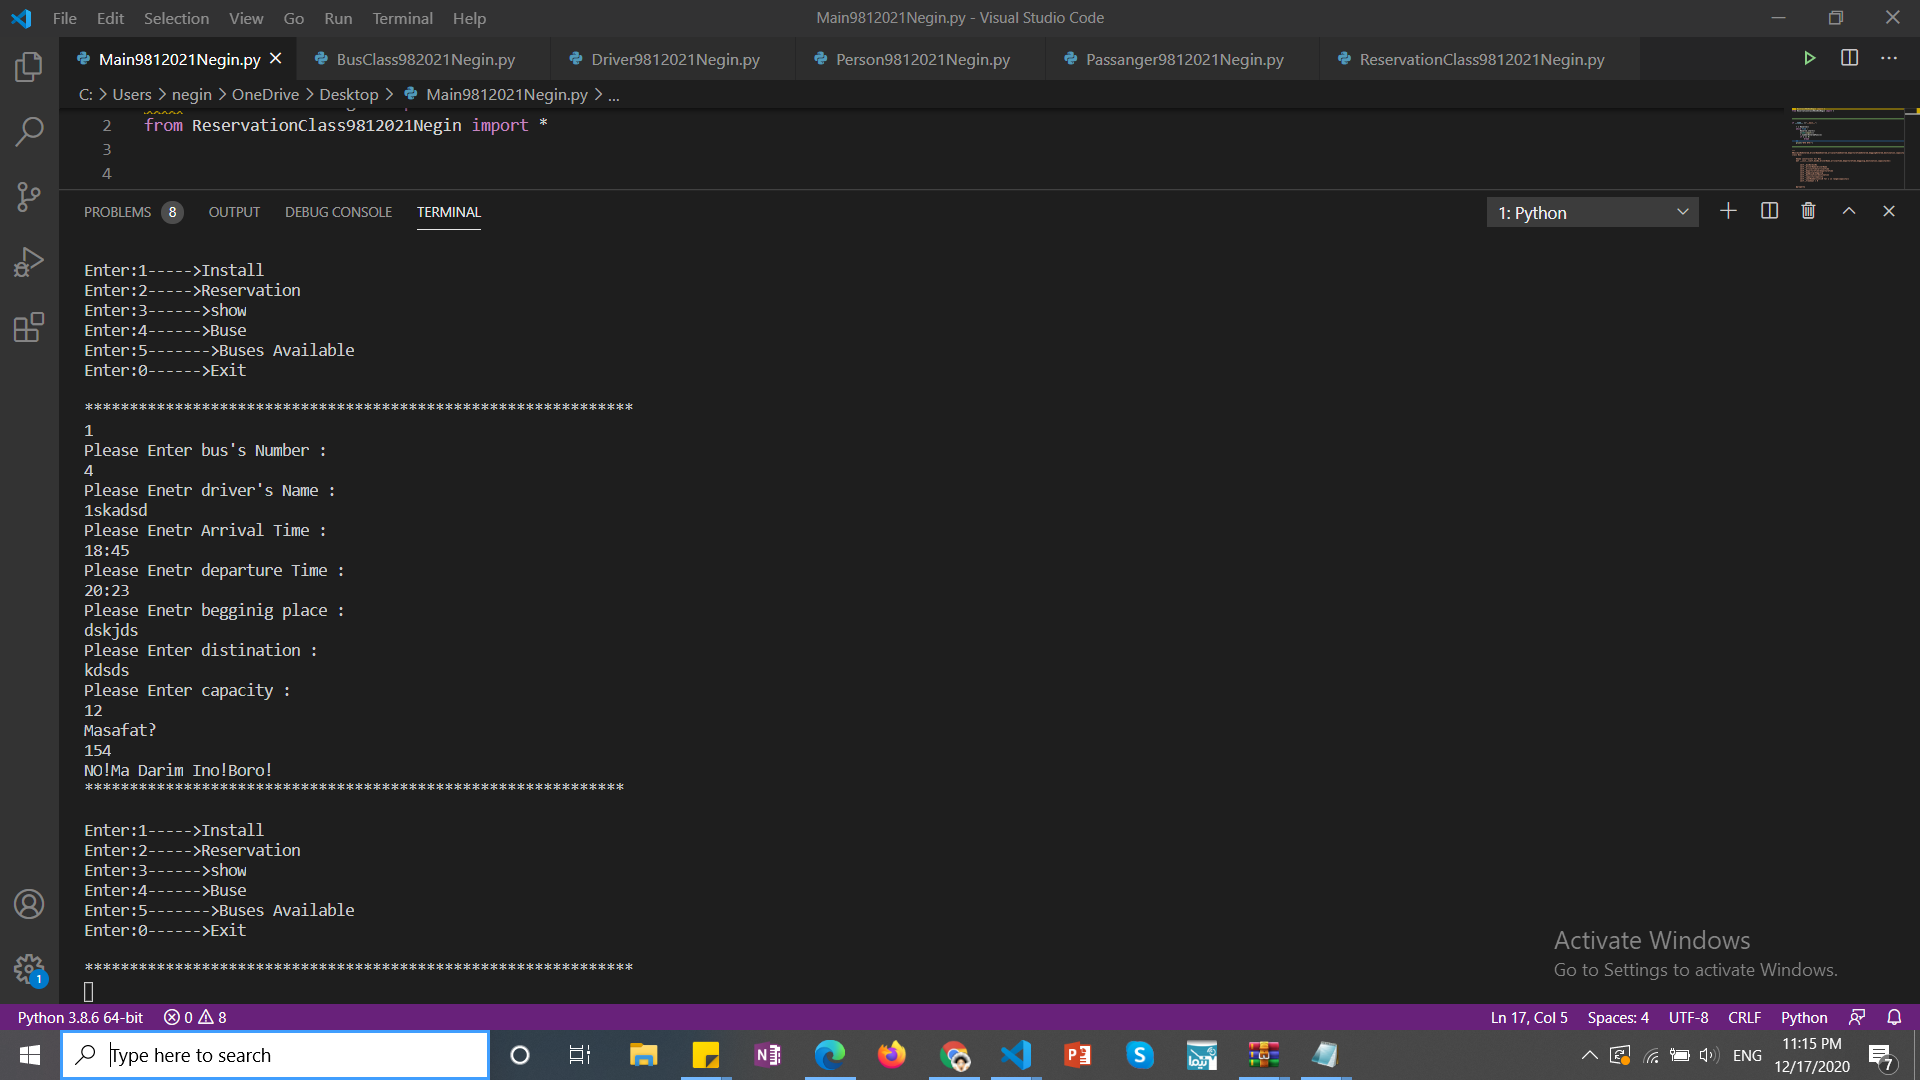 File Edit Selection View Go Run Terminal Help Main9812021Negin.py - Visual Studio Code
Main9812021Negin.py BusClass982021Negin.py Driver9812021Negin.py Person9812021Negin.py Passanger9812021Negin.py ReservationClass9812021Negin.py
C: > Users > negin > OneDrive > Desktop > Main9812021Negin.py > ...
2 from ReservationClass9812021Negin import *
3
4
PROBLEMS 8 OUTPUT DEBUG CONSOLE TERMINAL 1: Python
Enter:1----->Install
Enter:2----->Reservation
Enter:3------>show
Enter:4------>Buse
Enter:5------->Buses Available
Enter:0------>Exit
*************************************************************
1
Please Enter bus's Number :
4
Please Enetr driver's Name :
1skadsd
Please Enetr Arrival Time :
18:45
Please Enetr departure Time :
20:23
Please Enetr begginig place :
dskjds
Please Enter distination :
kdsds
Please Enter capacity :
12
Masafat?
154
NO!Ma Darim Ino!Boro!
************************************************************
Enter:1----->Install
Enter:2----->Reservation
Enter:3------>show
Enter:4------>Buse
Enter:5------->Buses Available
Enter:0------>Exit
*************************************************************
Activate Windows
Go to Settings to activate Windows.
1
Python 3.8.6 64-bit 0 8 Ln 17, Col 5 Spaces: 4 UTF-8 CRLF Python
Type here to search ENG 11:15 PM
12/17/2020 7